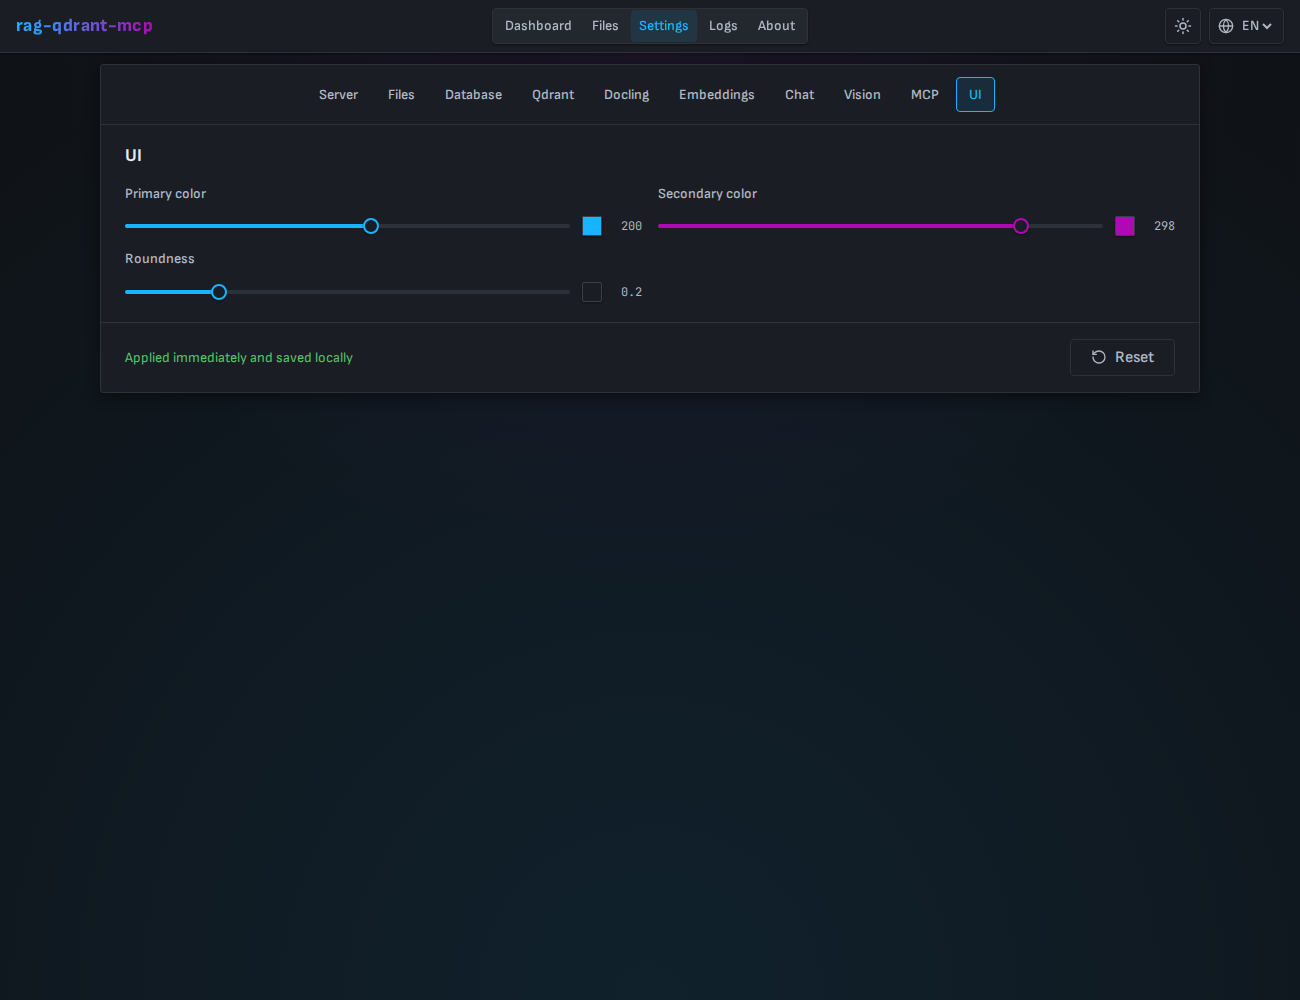 rag-qdrant-mcp Dashboard Files Settings Logs About EN
Server Files Database Qdrant Docling Embeddings Chat Vision MCP UI
UI
Primary color Secondary color
200 298
Roundness
0.2
Applied immediately and saved locally Reset